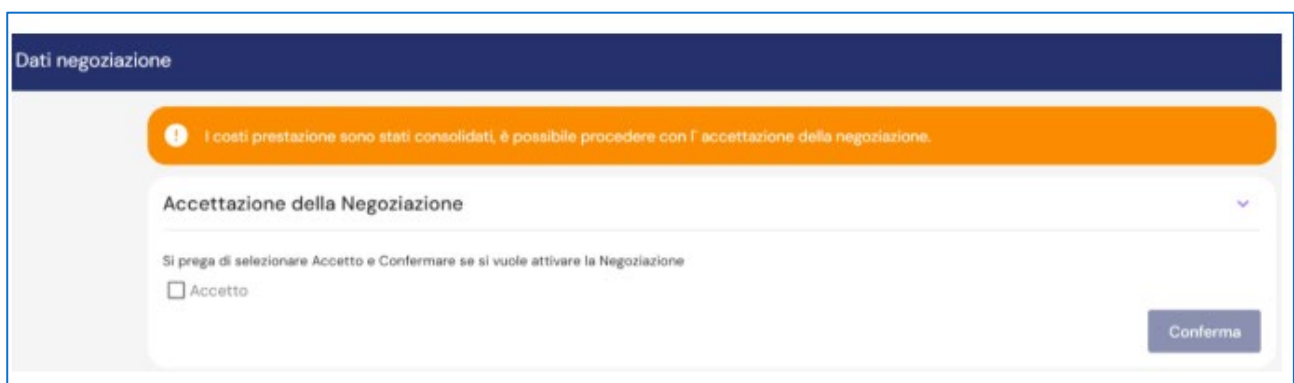 Dati negoziazione
I costi prestazione sono stati consolidati, è possibile procedere con l' accettazione della negoziazione.
Accettazione della Negoziazione
Si prega di selezionare Accetto e Confermare se si vuole attivare la Negoziazione
Accetto
Conferma